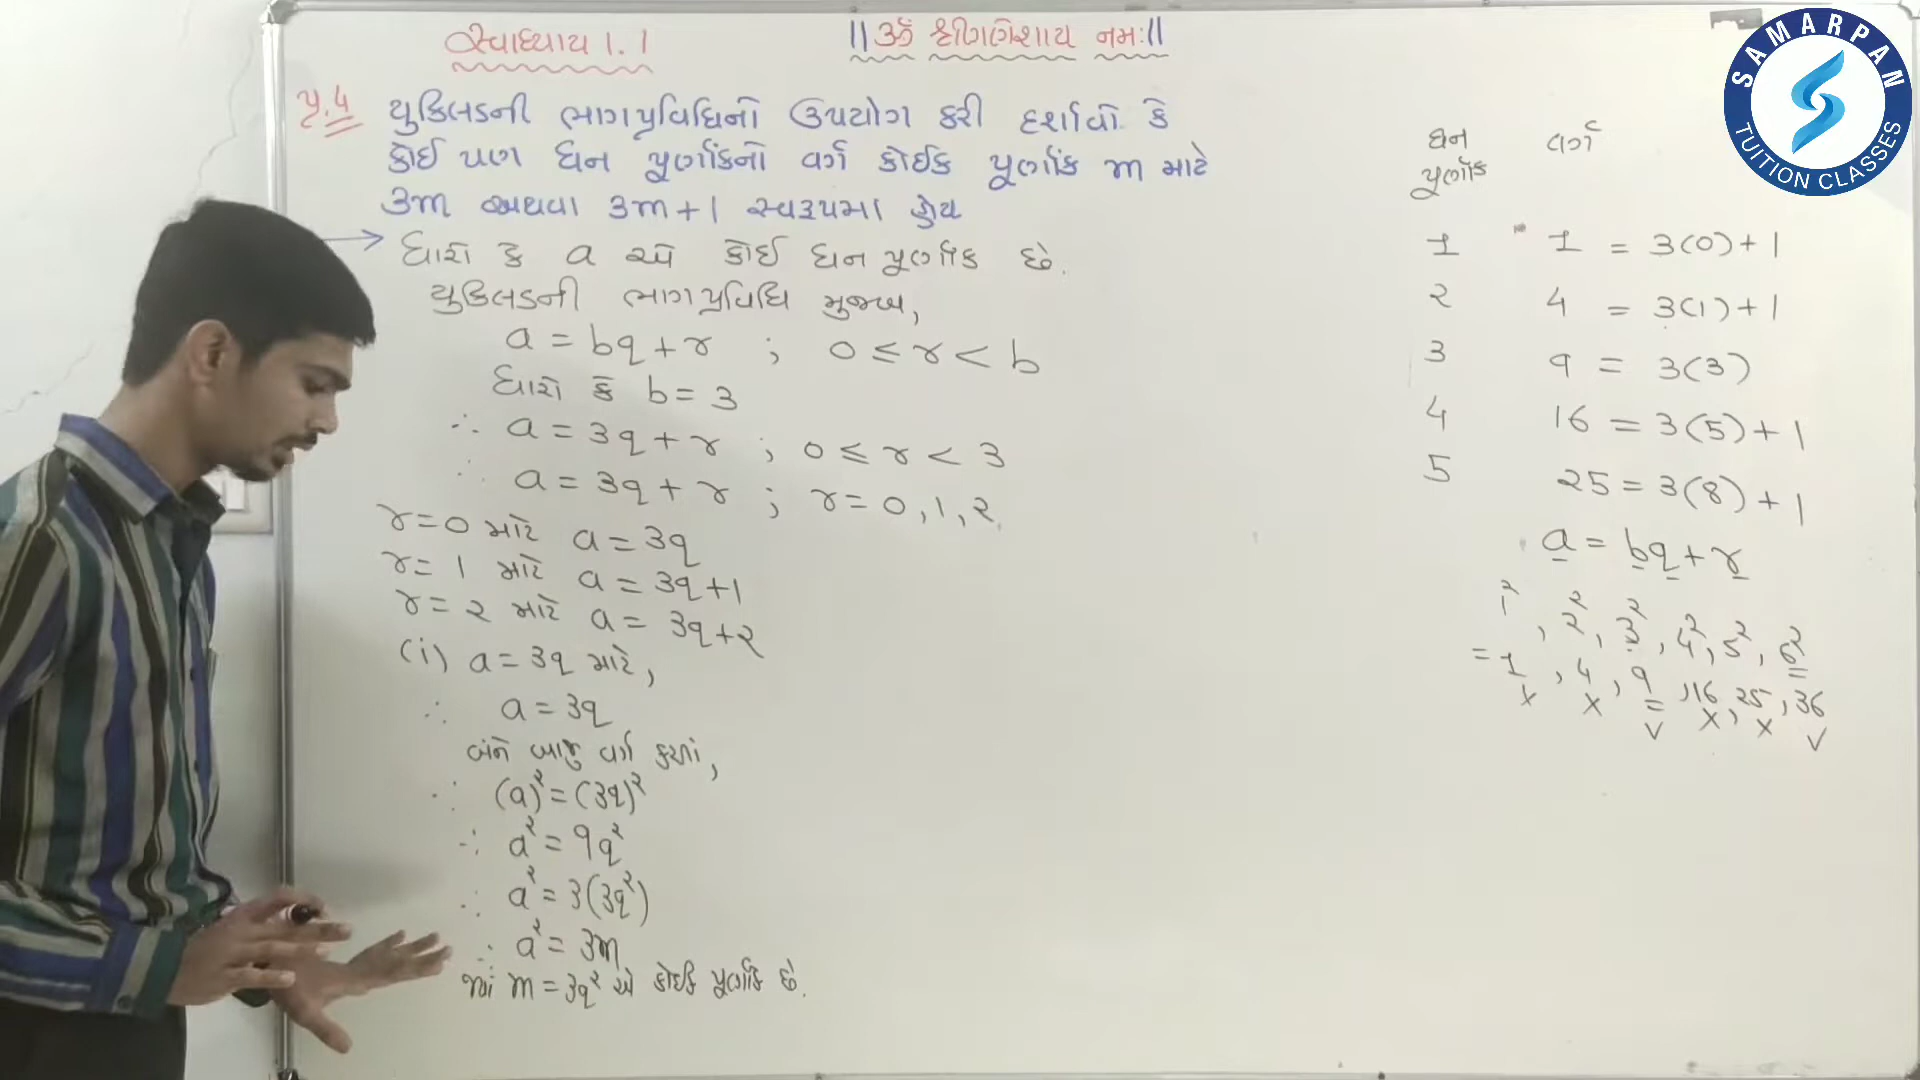 સ્વાધ્યાય 1.1
||ૐ શ્રી ગણેશાય નમઃ||
પ્ર.4 યુક્લિડની ભાગપ્રવિધિનો ઉપયોગ કરી દર્શાવો કે
કોઈ પણ ધન પૂર્ણાંકનો વર્ગ કોઈક પૂર્ણાંક m માટે
3m અથવા 3m+1 સ્વરૂપમાં હોય
→ ધારો કે a એ કોઈ ધન પૂર્ણાંક છે.
યુક્લિડની ભાગપ્રવિધિ મુજબ,
a = bq + r ; 0 ≤ r < b
ધારો કે b = 3
∴ a = 3q + r ; 0 ≤ r < 3
∴ a = 3q + r ; r = 0, 1, 2
r = 0 માટે a = 3q
r = 1 માટે a = 3q+1
r = 2 માટે a = 3q+2
(i) a = 3q માટે,
∴ a = 3q
બંને બાજુ વર્ગ કરતાં,
∴ (a)² = (3q)²
∴ a² = 9q²
∴ a² = 3(3q²)
∴ a² = 3m
જ્યાં m = 3q² એ કોઈક પૂર્ણાંક છે.
ધન વર્ગ
પૂર્ણાંક
1 1 = 3(0)+1
2 4 = 3(1)+1
3 9 = 3(3)
4 16 = 3(5)+1
5 25 = 3(8)+1
a = bq + r
1², 2², 3², 4², 5², 6²
= 1, 4, 9, 16, 25, 36
SAMARPAN
TUITION CLASSES